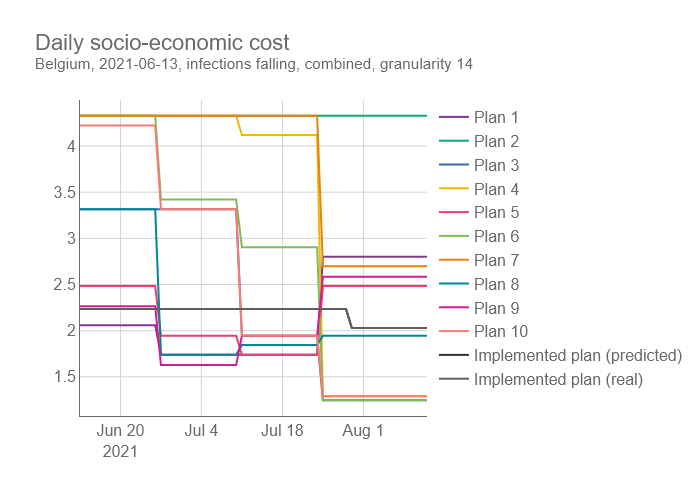 Daily socio-economic cost
Belgium, 2021-06-13, infections falling, combined, granularity 14
4
3.5
3
2.5
2
1.5
Jun 20
2021
Jul 4
Jul 18
Aug 1
Plan 1
Plan 2
Plan 3
Plan 4
Plan 5
Plan 6
Plan 7
Plan 8
Plan 9
Plan 10
Implemented plan (predicted)
Implemented plan (real)